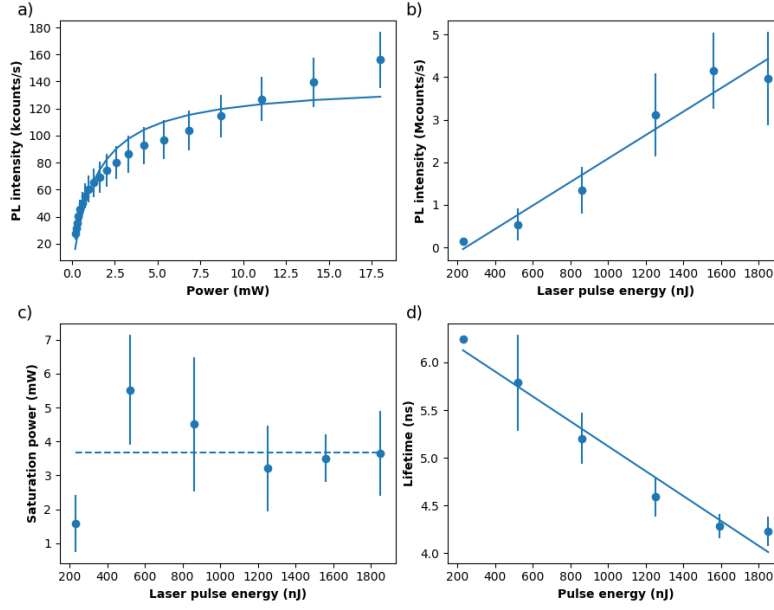 a)
PL intensity (kcounts/s)
180
160
140
120
100
80
60
40
20
0.0 2.5 5.0 7.5 10.0 12.5 15.0 17.5
Power (mW)
b)
PL intensity (Mcounts/s)
5
4
3
2
1
0
200 400 600 800 1000 1200 1400 1600 1800
Laser pulse energy (nJ)
c)
Saturation power (mW)
7
6
5
4
3
2
1
200 400 600 800 1000 1200 1400 1600 1800
Laser pulse energy (nJ)
d)
Lifetime (ns)
6.0
5.5
5.0
4.5
4.0
200 400 600 800 1000 1200 1400 1600 1800
Pulse energy (nJ)